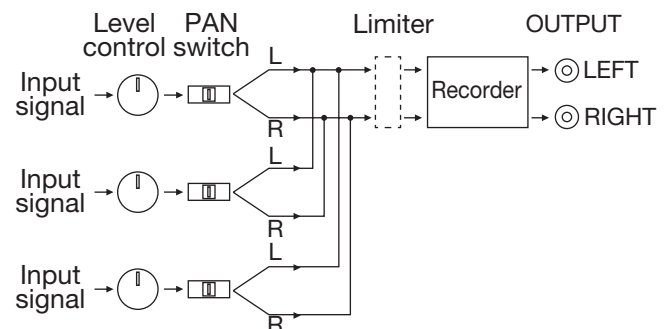 Level control
PAN switch
Limiter
OUTPUT
Input signal
L
R
Recorder
LEFT
RIGHT
Input signal
L
R
Input signal
L
R